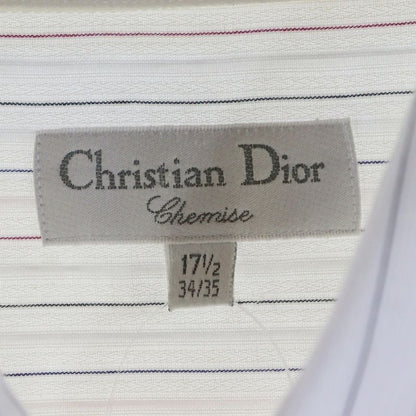 Christian Dior
Chemise
17½
34/35